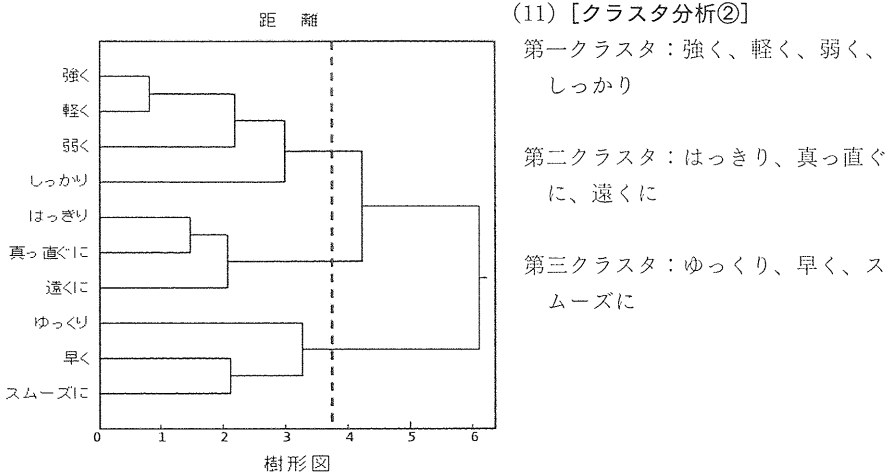 距 離
強く
軽く
弱く
しっかり
はっきり
真っ直ぐに
遠くに
ゆっくり
早く
スムーズに
0 1 2 3 4 5 6
樹形図
(11) [クラスタ分析②]
第一クラスタ：強く、軽く、弱く、
しっかり
第二クラスタ：はっきり、真っ直ぐ
に、遠くに
第三クラスタ：ゆっくり、早く、ス
ムーズに